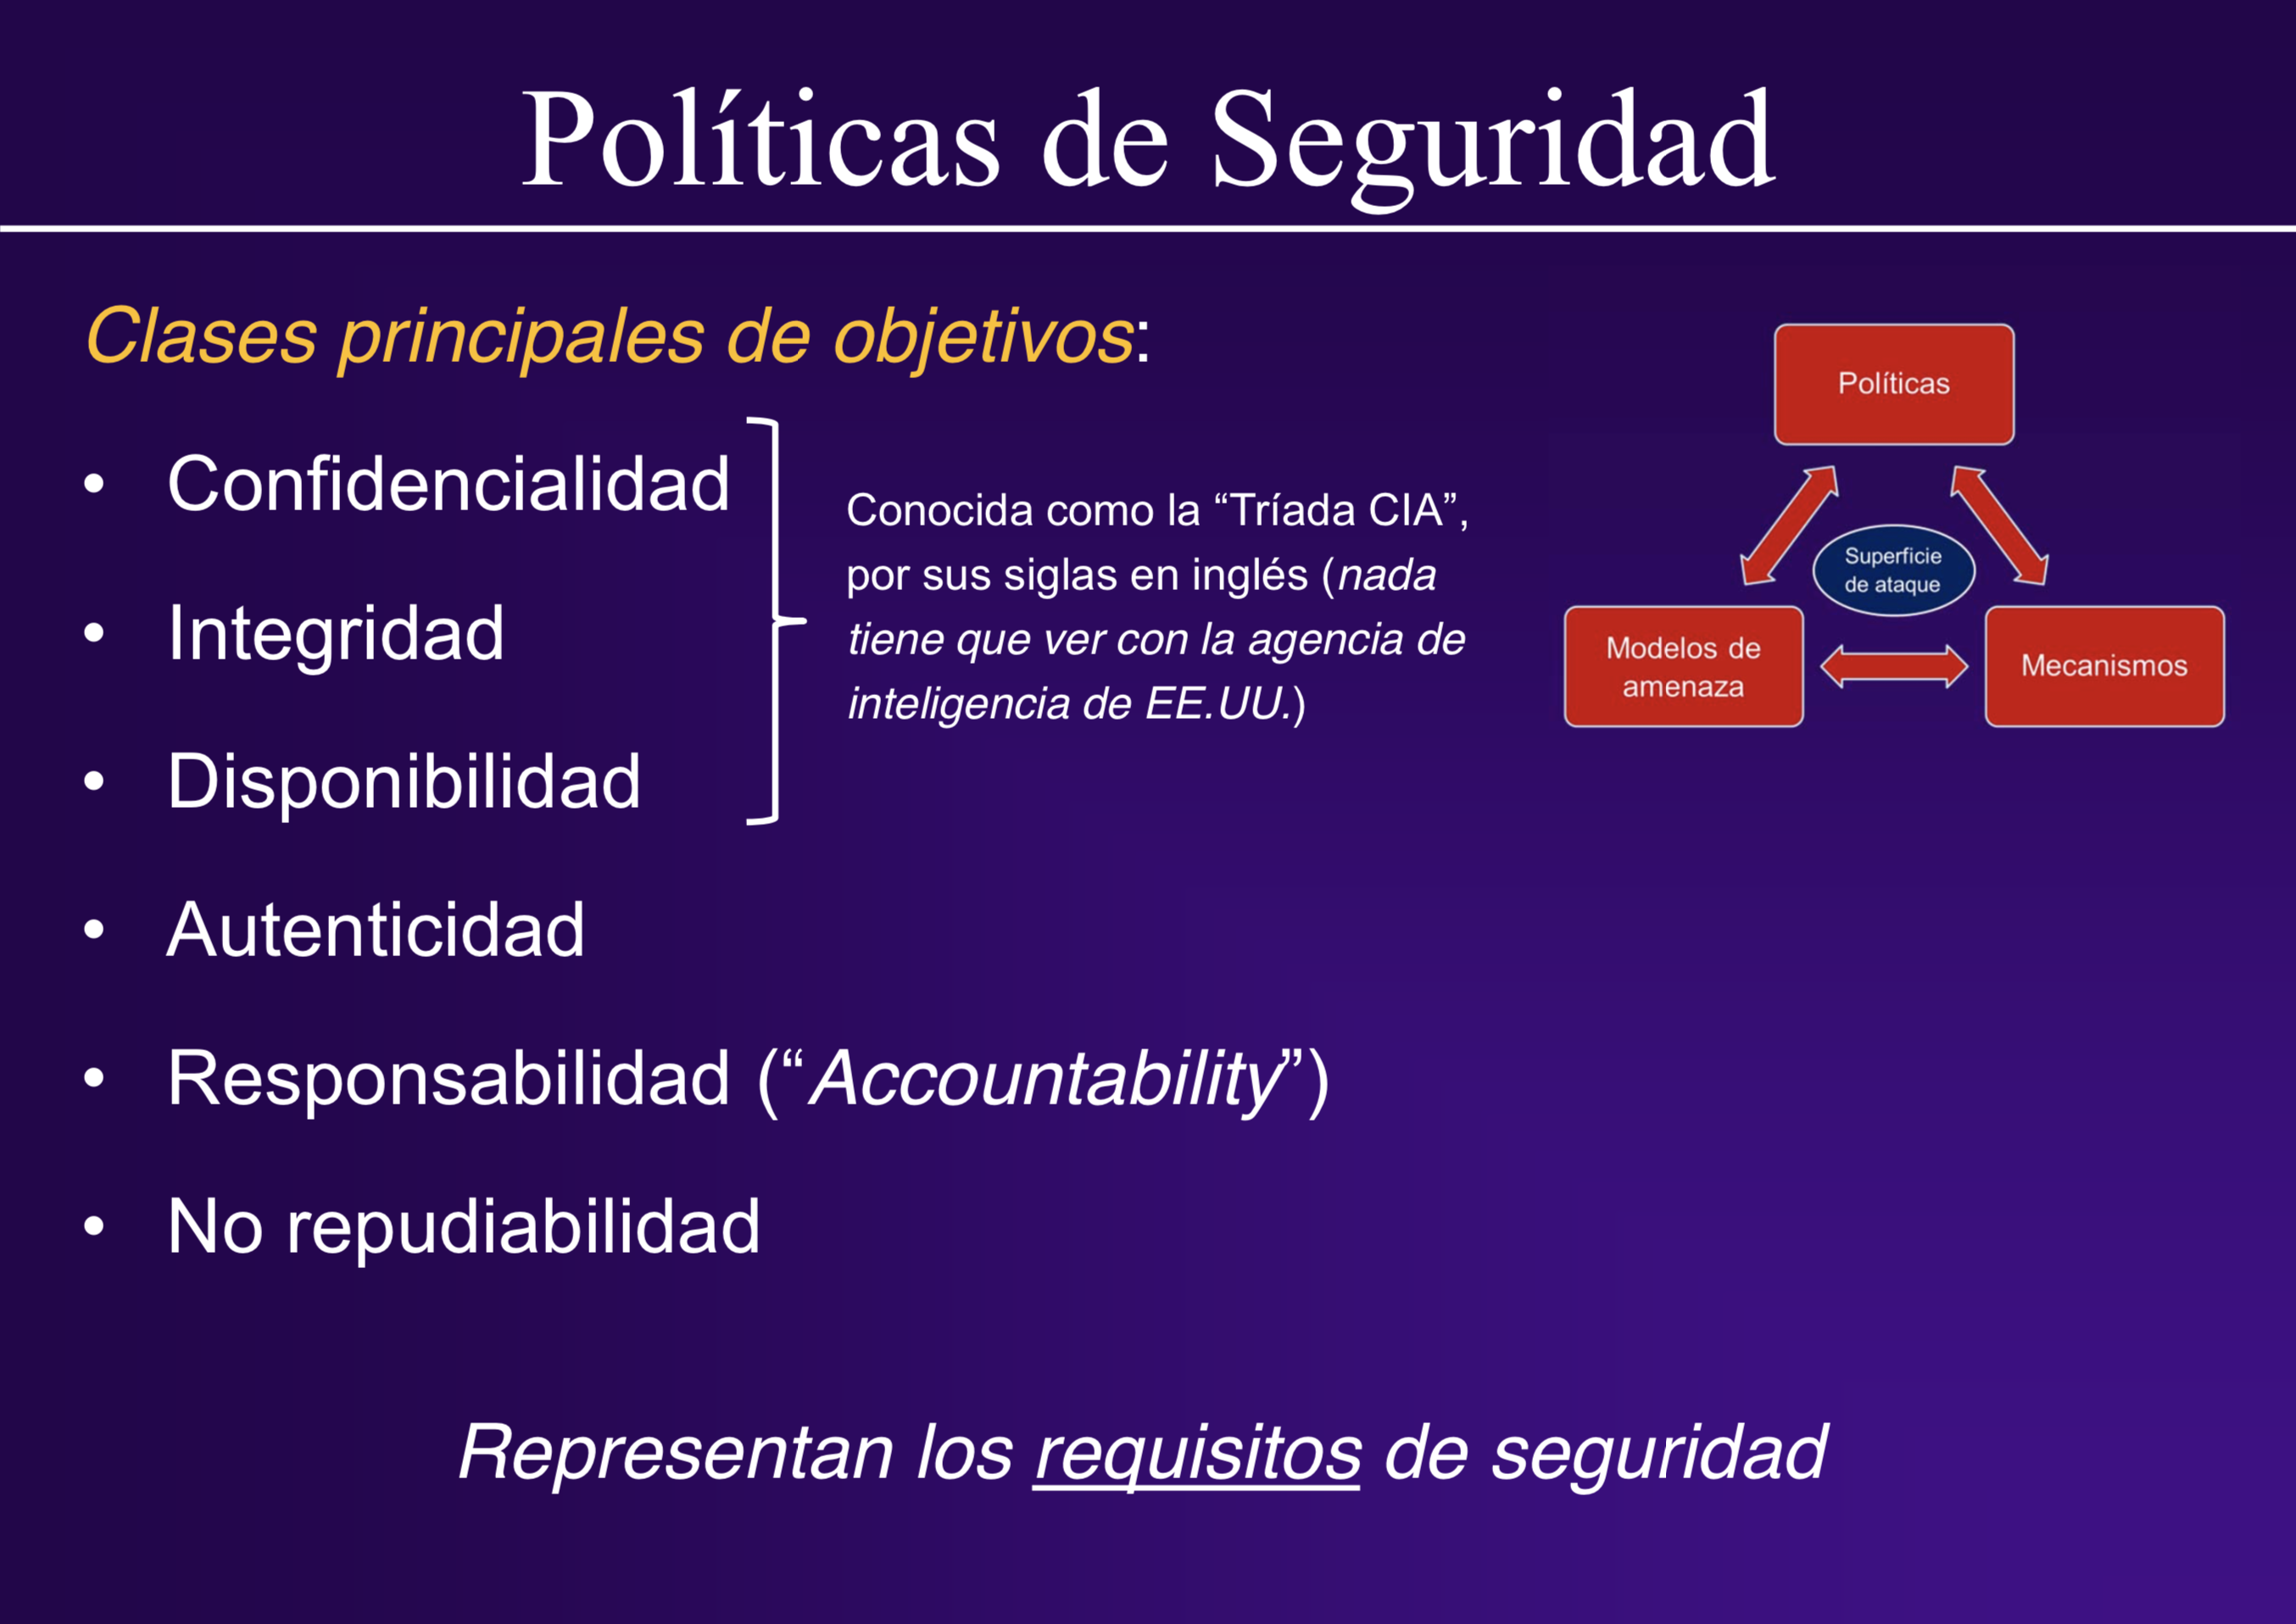 Políticas de Seguridad
Clases principales de objetivos:
• Confidencialidad
• Integridad
• Disponibilidad
Conocida como la “Tríada CIA”,
por sus siglas en inglés (nada
tiene que ver con la agencia de
inteligencia de EE.UU.)
• Autenticidad
• Responsabilidad (“Accountability”)
• No repudiabilidad
Políticas
Superficie
de ataque
Modelos de
amenaza
Mecanismos
Representan los requisitos de seguridad